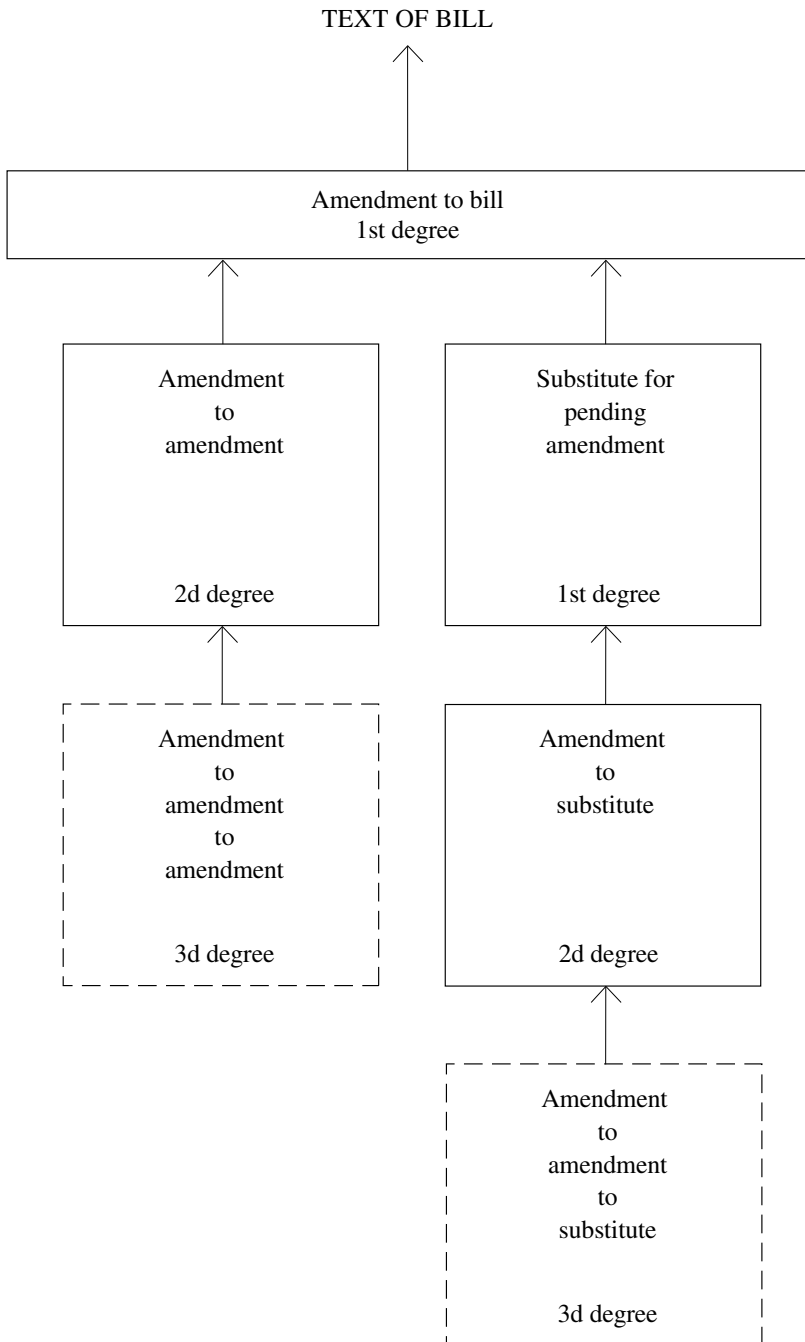 TEXT OF BILL
Amendment to bill
1st degree
Amendment
to
amendment
2d degree
Substitute for
pending
amendment
1st degree
Amendment
to
amendment
to
amendment
3d degree
Amendment
to
substitute
2d degree
Amendment
to
amendment
to
substitute
3d degree